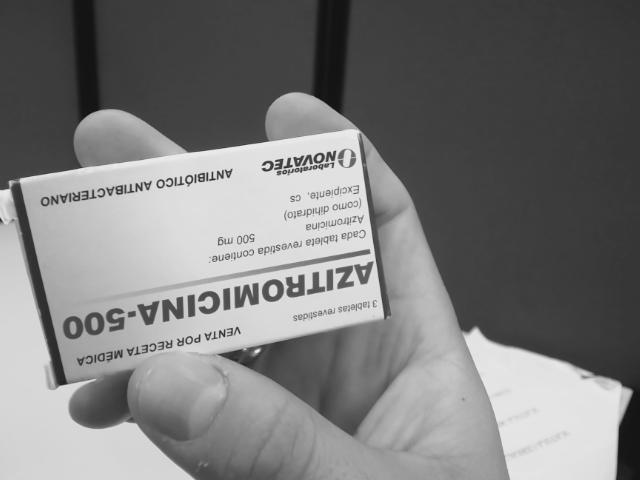 3 tabletas revestidas
VENTA POR RECETA MÉDICA
AZITROMICINA-500
Cada tableta revestida contiene:
Azitromicina
(como dihidrato) 500 mg
Excipiente, cs
Laboratorios
NOVATEC
ANTIBIÓTICO ANTIBACTERIANO